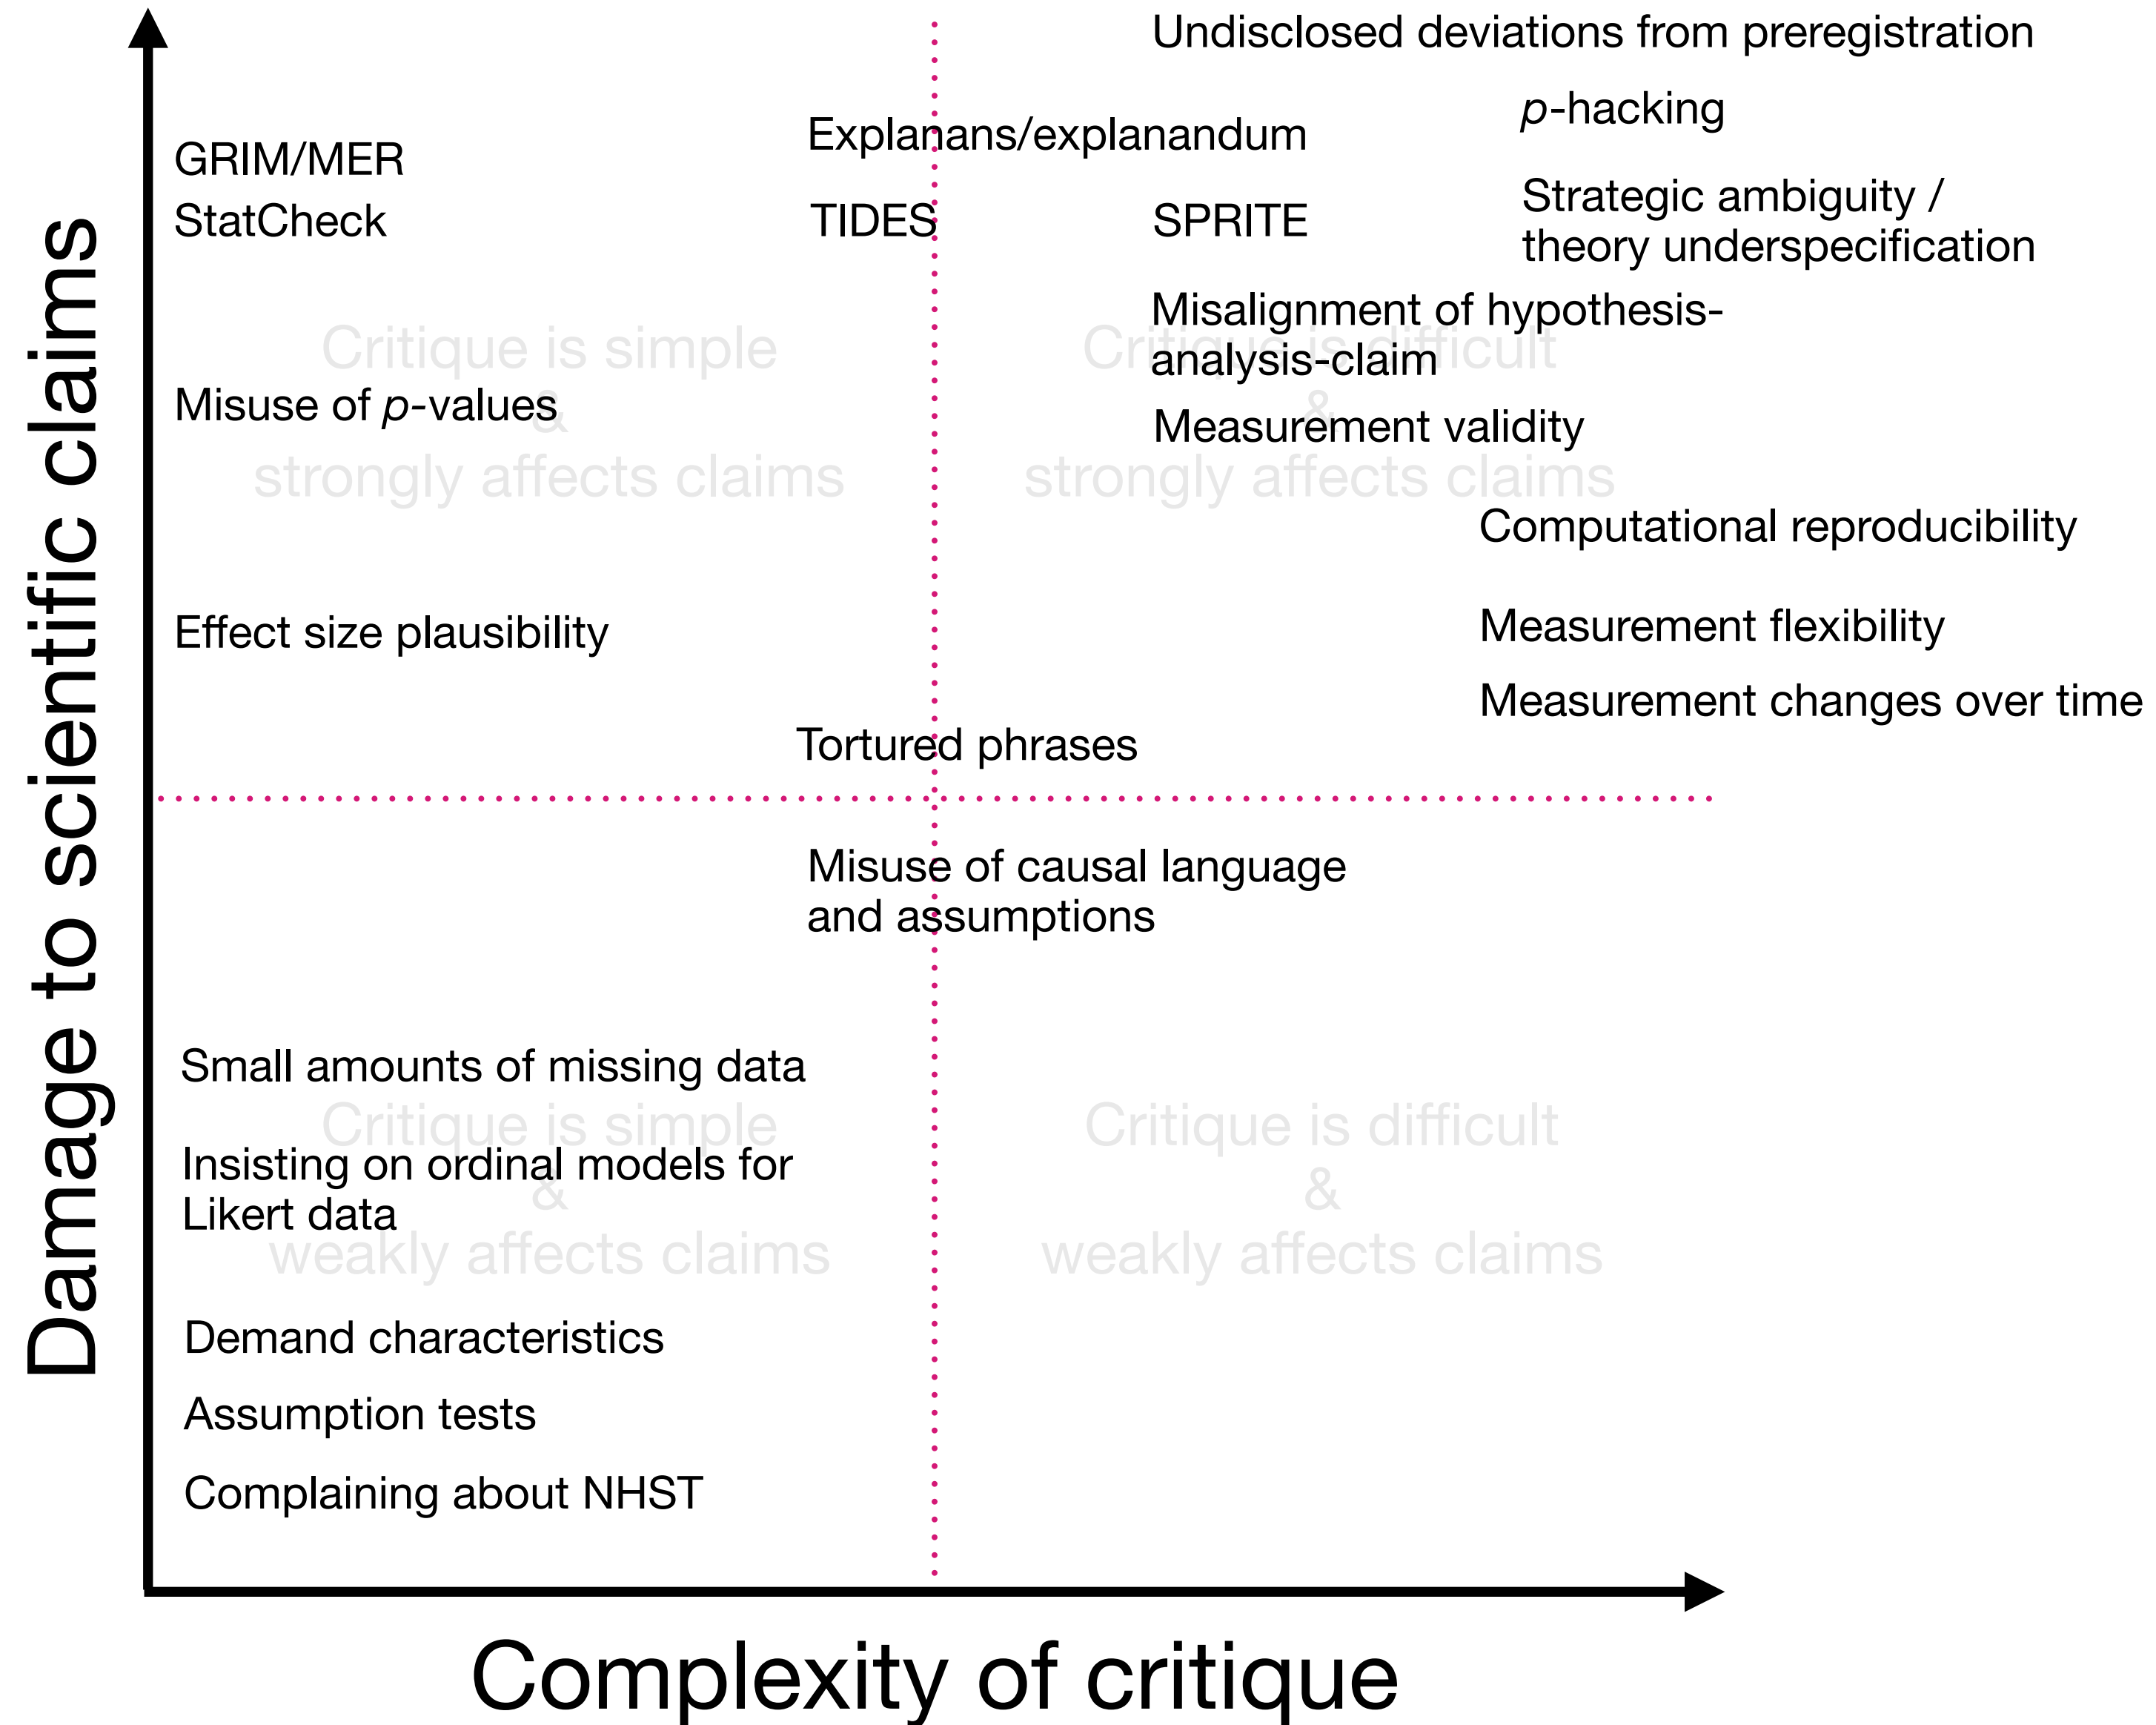 Damage to scientific claims
Undisclosed deviations from preregistration
p-hacking
Explanans/explanandum
GRIM/MER
StatCheck
TIDES
SPRITE
Strategic ambiguity /
theory underspecification
Critique is simple
&
strongly affects claims
Critique is difficult
&
strongly affects claims
Misalignment of hypothesis-
analysis-claim
Misuse of p-values
Measurement validity
Computational reproducibility
Effect size plausibility
Measurement flexibility
Measurement changes over time
Tortured phrases
Misuse of causal language
and assumptions
Small amounts of missing data
Critique is simple
&
weakly affects claims
Critique is difficult
&
weakly affects claims
Insisting on ordinal models for
Likert data
Demand characteristics
Assumption tests
Complaining about NHST
Complexity of critique